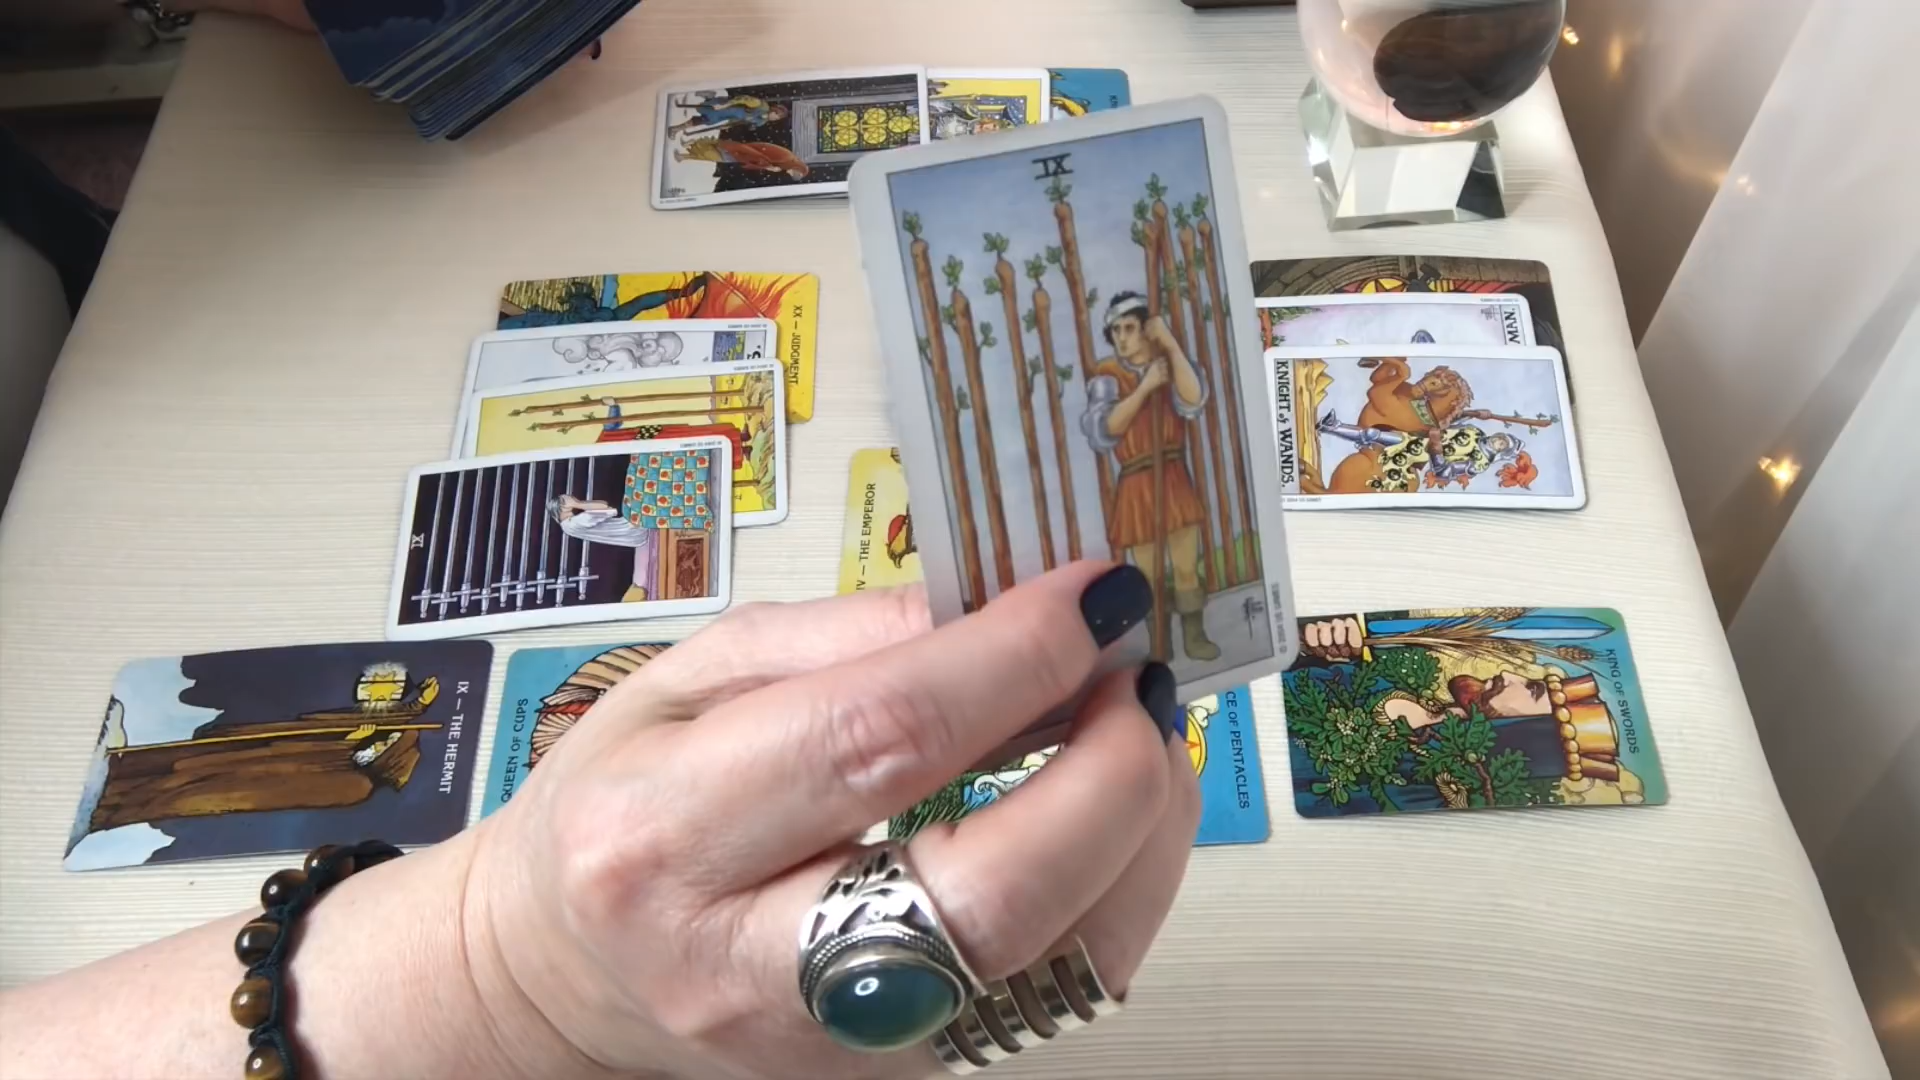 IX
XX — JUDGMENT
KNIGHT of WANDS.
IX
IV — THE EMPEROR
IX — THE HERMIT
QUEEN OF CUPS
CE OF PENTACLES
KING OF SWORDS